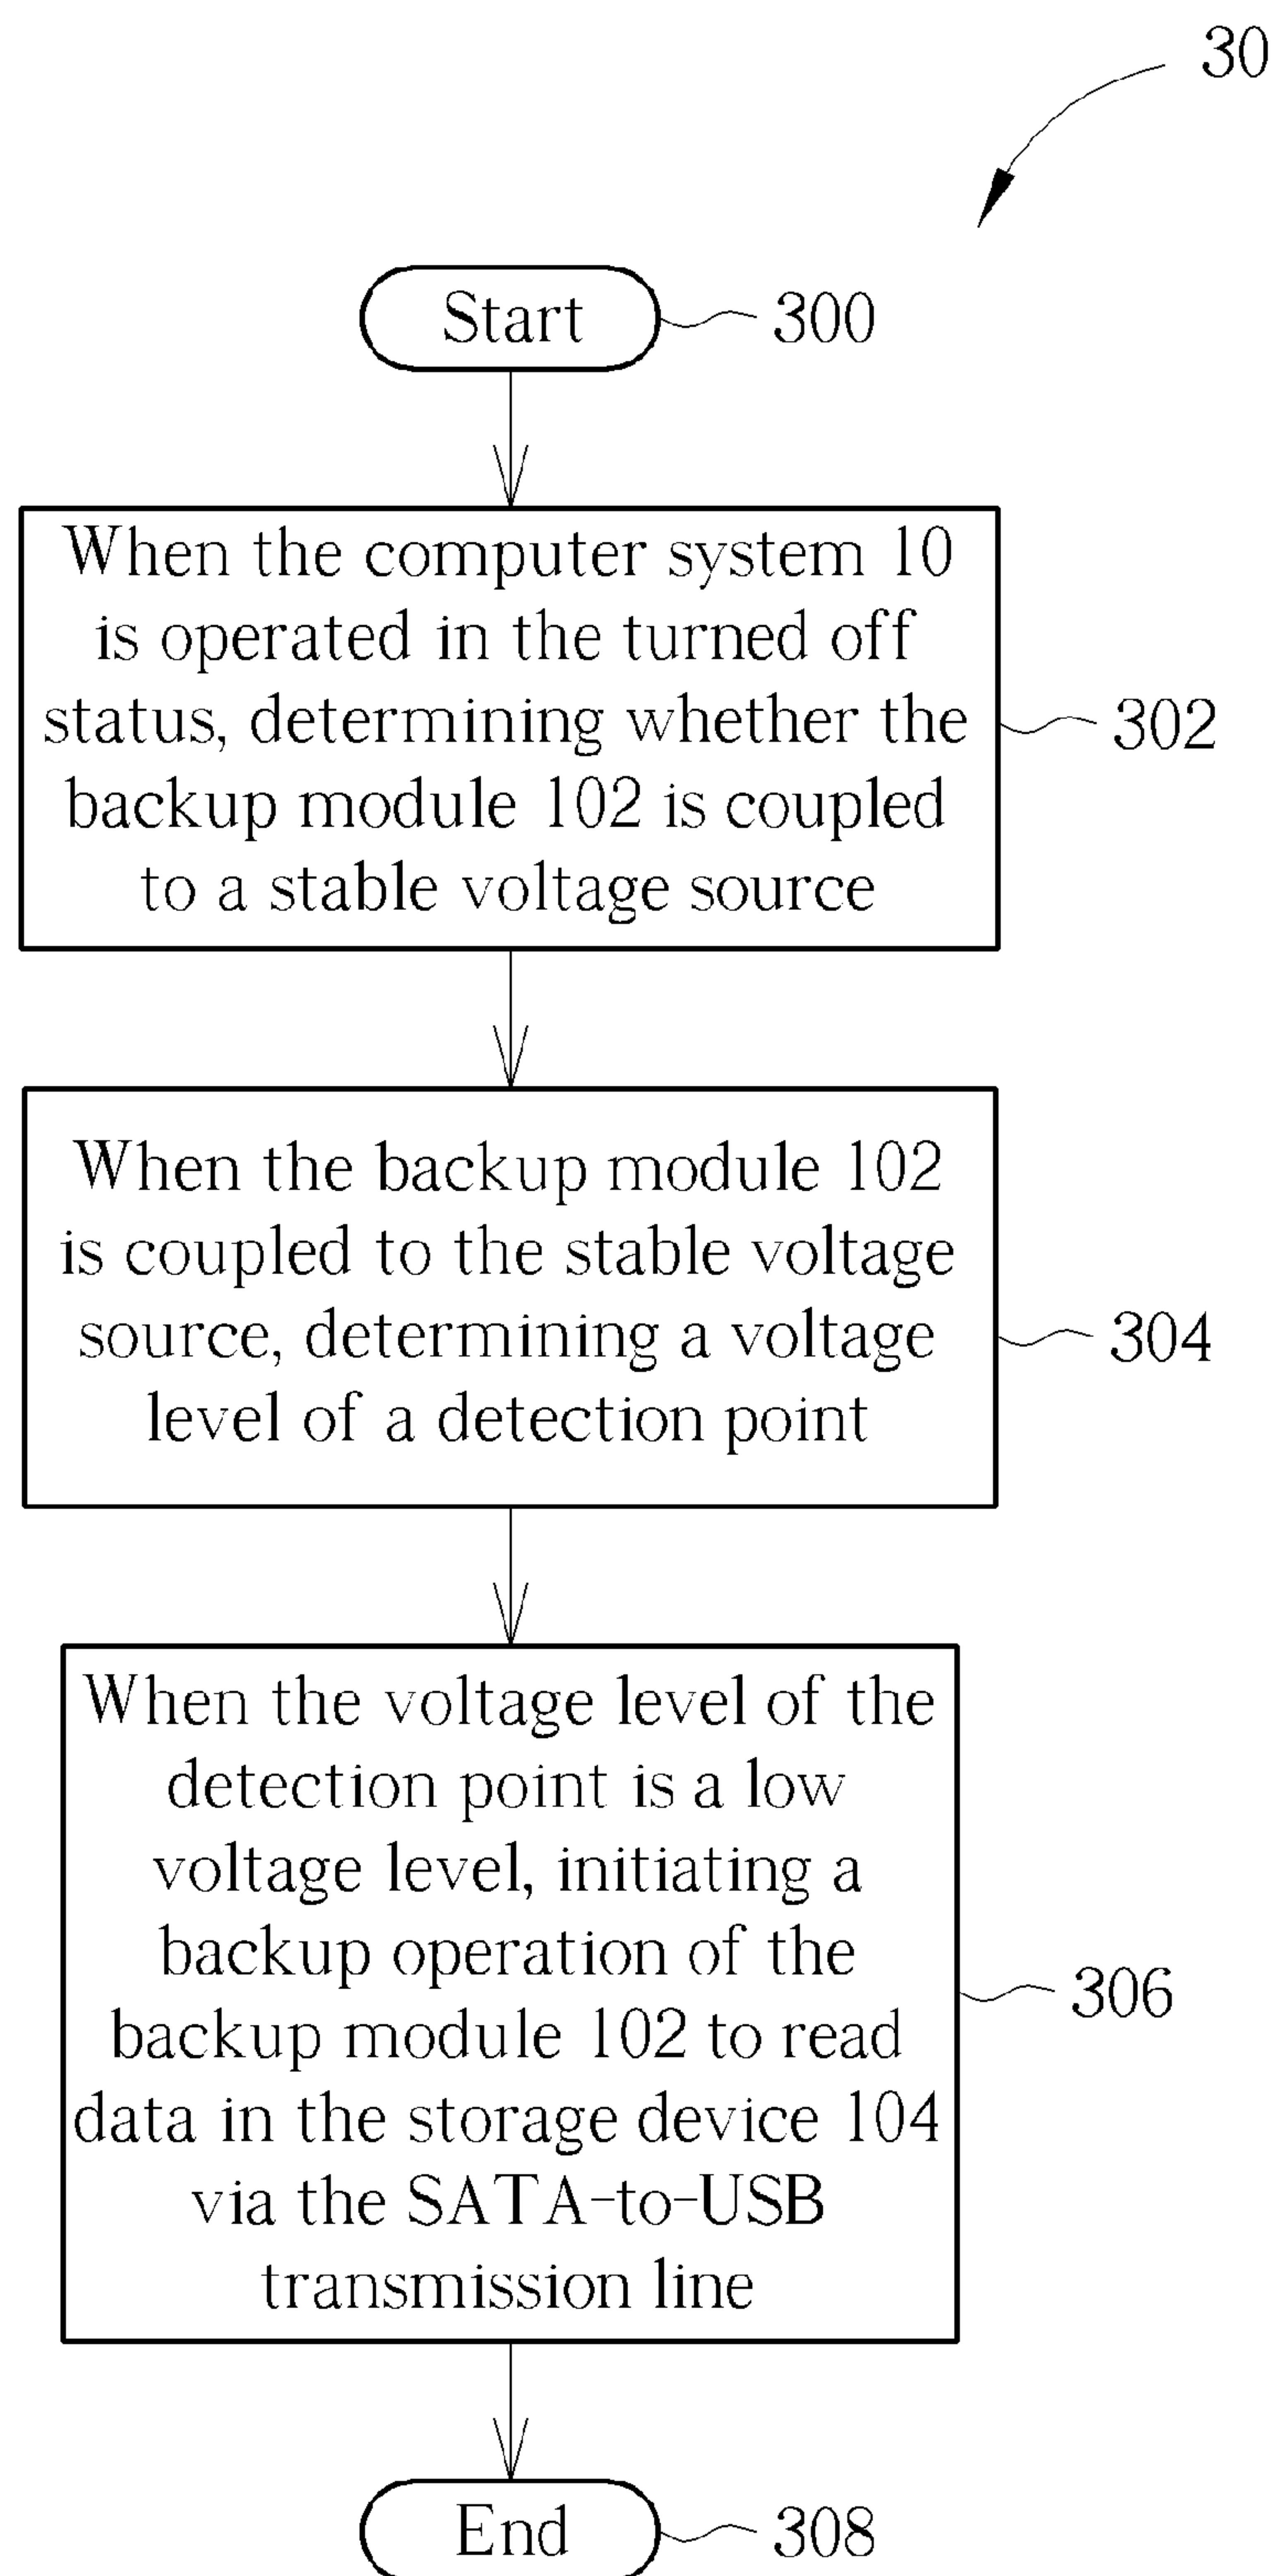 30
Start
300
When the computer system 10
is operated in the turned off
status, determining whether the
backup module 102 is coupled
to a stable voltage source
302
When the backup module 102
is coupled to the stable voltage
source, determining a voltage
level of a detection point
304
When the voltage level of the
detection point is a low
voltage level, initiating a
backup operation of the
backup module 102 to read
data in the storage device 104
via the SATA-to-USB
transmission line
306
End
308